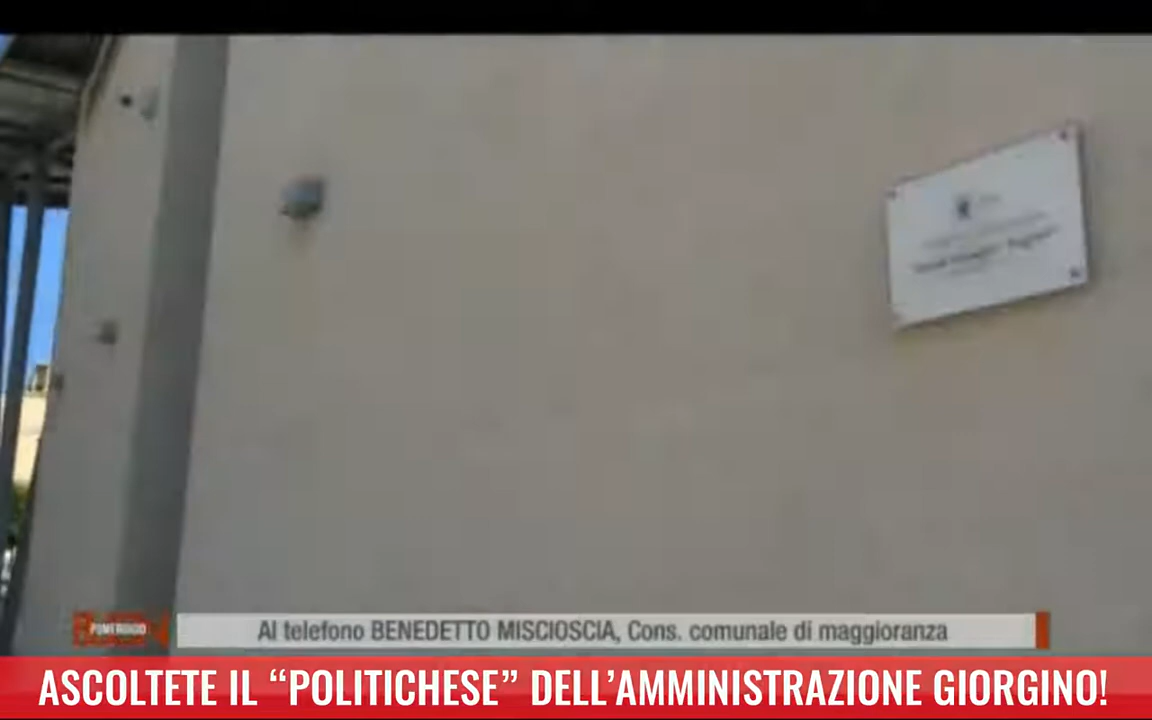 POMERIGGIO
Al telefono BENEDETTO MISCIOSCIA, Cons. comunale di maggioranza
ASCOLTETE IL “POLITICHESE” DELL’AMMINISTRAZIONE GIORGINO!